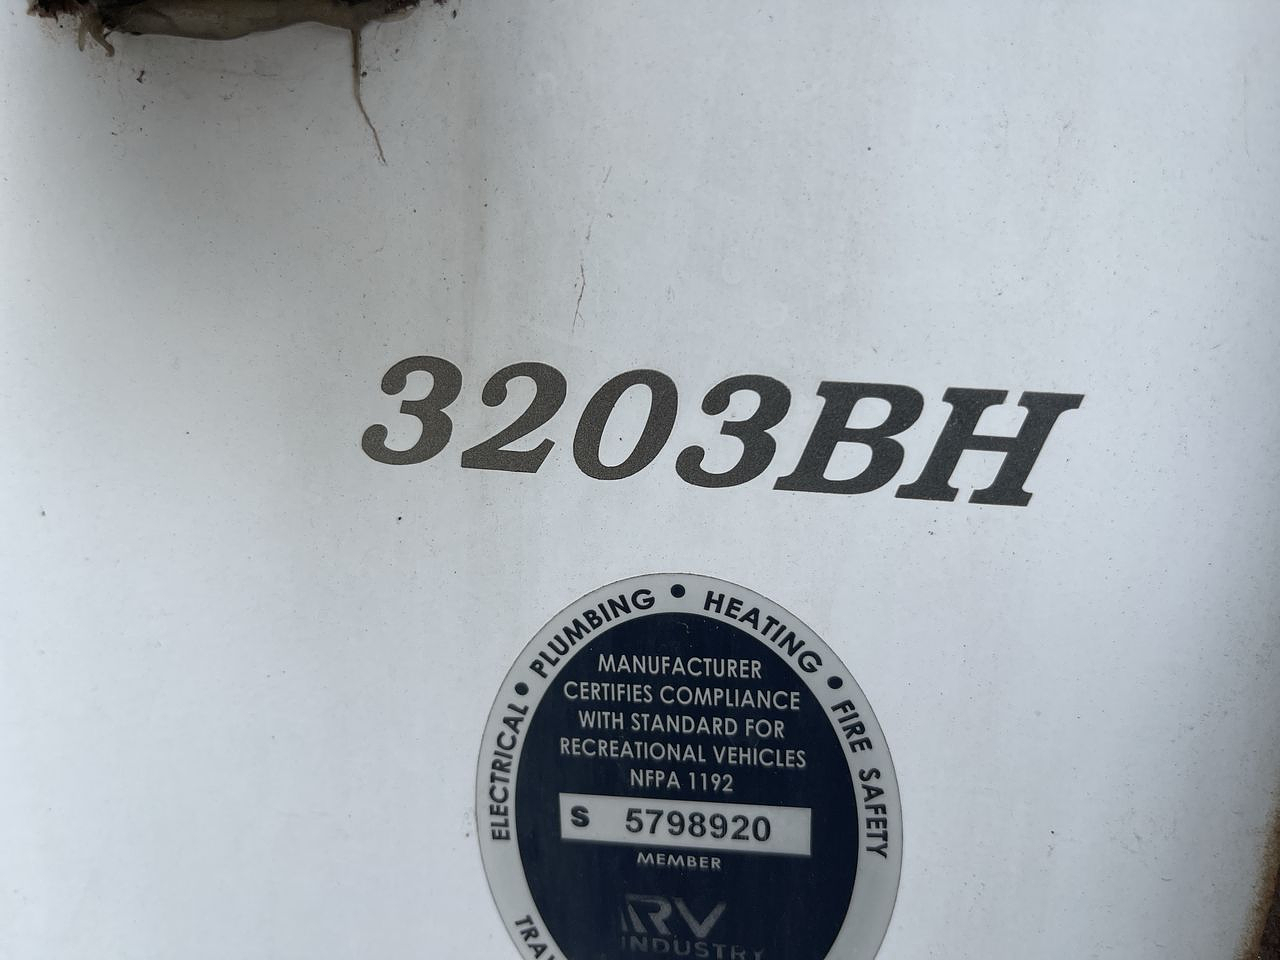 3203BH
ELECTRICAL • PLUMBING • HEATING • FIRE SAFETY
MANUFACTURER
CERTIFIES COMPLIANCE
WITH STANDARD FOR
RECREATIONAL VEHICLES
NFPA 1192
S 5798920
MEMBER
RV
INDUSTRY